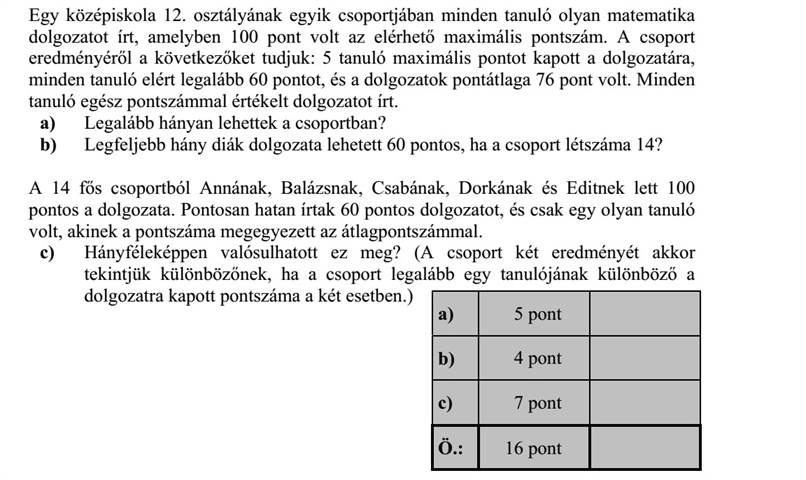 Egy középiskola 12. osztályának egyik csoportjában minden tanuló olyan matematika
dolgozatot írt, amelyben 100 pont volt az elérhető maximális pontszám. A csoport
eredményéről a következőket tudjuk: 5 tanuló maximális pontot kapott a dolgozatára,
minden tanuló elért legalább 60 pontot, és a dolgozatok pontátlaga 76 pont volt. Minden
tanuló egész pontszámmal értékelt dolgozatot írt.
a) Legalább hányan lehettek a csoportban?
b) Legfeljebb hány diák dolgozata lehetett 60 pontos, ha a csoport létszáma 14?
A 14 fős csoportból Annának, Balázsnak, Csabának, Dorkának és Editnek lett 100
pontos a dolgozata. Pontosan hatan írtak 60 pontos dolgozatot, és csak egy olyan tanuló
volt, akinek a pontszáma megegyezett az átlagpontszámmal.
c) Hányféleképpen valósulhatott ez meg? (A csoport két eredményét akkor
tekintjük különbözőnek, ha a csoport legalább egy tanulójának különböző a
dolgozatra kapott pontszáma a két esetben.)
a) 5 pont
b) 4 pont
c) 7 pont
Ö.: 16 pont